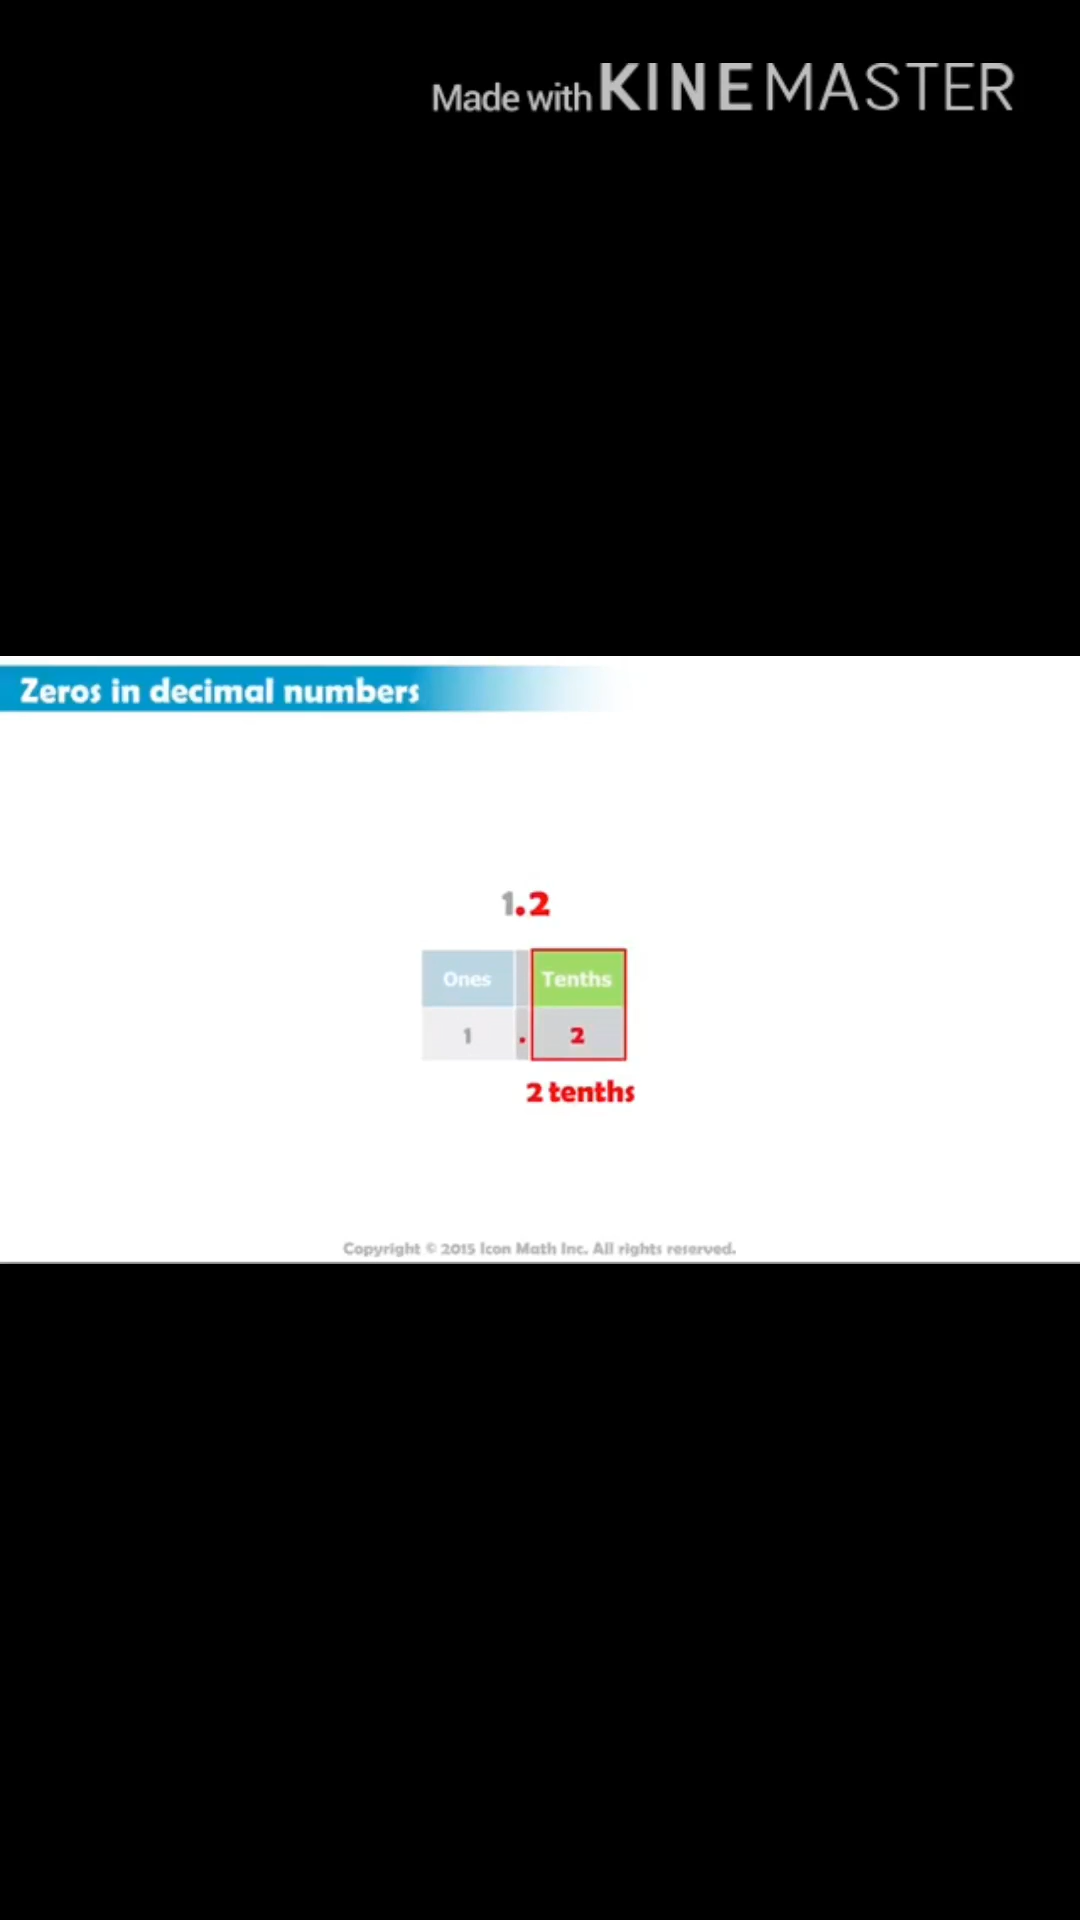 Made with KINEMASTER
Zeros in decimal numbers
1.2
Ones Tenths
1 . 2
2 tenths
Copyright © 2015 Icon Math Inc. All rights reserved.